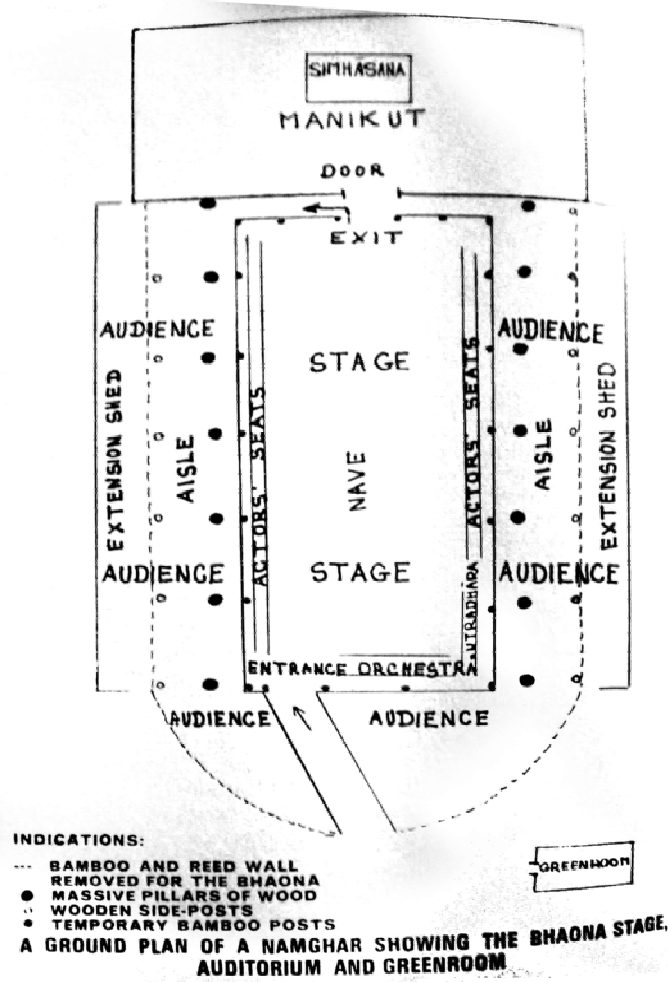 SIMHASANA
MANIKUT
DOOR
EXIT
AUDIENCE
AUDIENCE
STAGE
EXTENSION SHED
AISLE
ACTORS' SEATS
NAVE
ACTORS' SEATS
AISLE
EXTENSION SHED
AUDIENCE
STAGE
AUDIENCE
ENTRANCE ORCHESTRA
AUDIENCE
AUDIENCE
INDICATIONS:
--- BAMBOO AND REED WALL
REMOVED FOR THE BHAONA
MASSIVE PILLARS OF WOOD
WOODEN SIDE-POSTS
TEMPORARY BAMBOO POSTS
GREENROOM
A GROUND PLAN OF A NAMGHAR SHOWING THE BHAONA STAGE,
AUDITORIUM AND GREENROOM